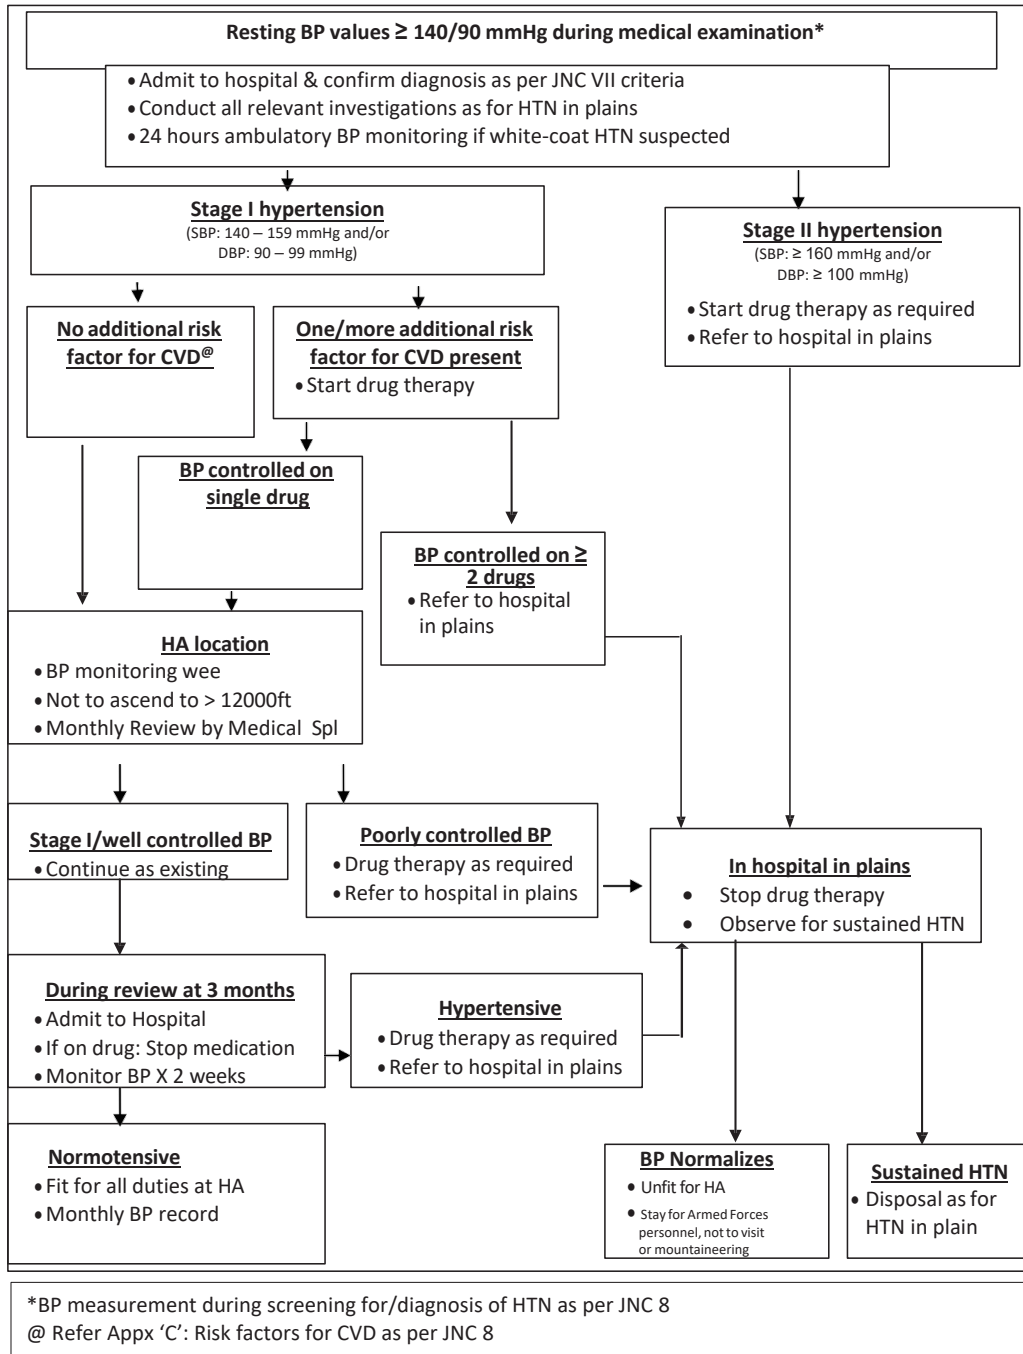 Resting BP values ≥ 140/90 mmHg during medical examination*
• Admit to hospital & confirm diagnosis as per JNC VII criteria
• Conduct all relevant investigations as for HTN in plains
• 24 hours ambulatory BP monitoring if white-coat HTN suspected
Stage I hypertension
(SBP: 140 – 159 mmHg and/or
DBP: 90 – 99 mmHg)
Stage II hypertension
(SBP: ≥ 160 mmHg and/or
DBP: ≥ 100 mmHg)
• Start drug therapy as required
• Refer to hospital in plains
No additional risk
factor for CVD@
One/more additional risk
factor for CVD present
• Start drug therapy
BP controlled on
single drug
BP controlled on ≥
2 drugs
• Refer to hospital
in plains
HA location
• BP monitoring wee
• Not to ascend to > 12000ft
• Monthly Review by Medical Spl
Stage I/well controlled BP
• Continue as existing
Poorly controlled BP
• Drug therapy as required
• Refer to hospital in plains
In hospital in plains
• Stop drug therapy
• Observe for sustained HTN
During review at 3 months
• Admit to Hospital
• If on drug: Stop medication
• Monitor BP X 2 weeks
Hypertensive
• Drug therapy as required
• Refer to hospital in plains
Normotensive
• Fit for all duties at HA
• Monthly BP record
BP Normalizes
• Unfit for HA
• Stay for Armed Forces
personnel, not to visit
or mountaineering
Sustained HTN
• Disposal as for
HTN in plain
*BP measurement during screening for/diagnosis of HTN as per JNC 8
@ Refer Appx ‘C’: Risk factors for CVD as per JNC 8